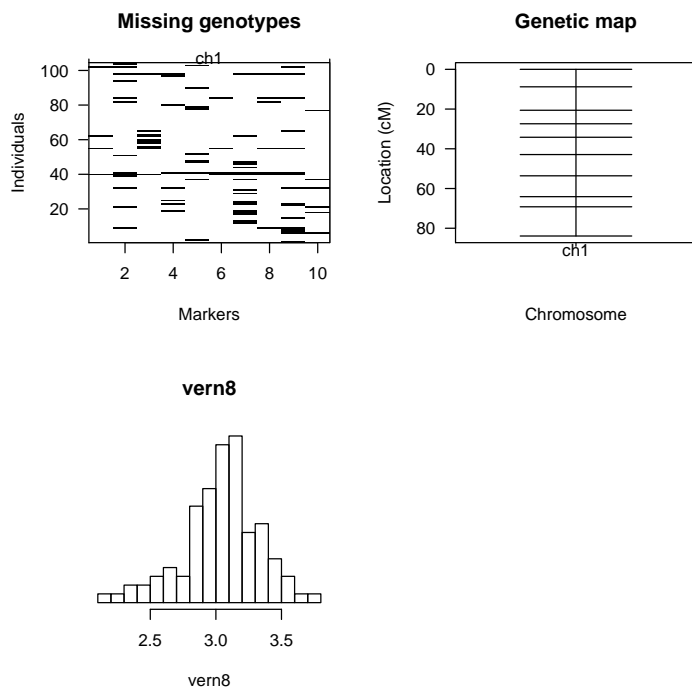 Missing genotypes
ch1
100
80
60
40
20
Individuals
2 4 6 8 10
Markers
Genetic map
0
20
40
60
80
Location (cM)
ch1
Chromosome
vern8
2.5 3.0 3.5
vern8